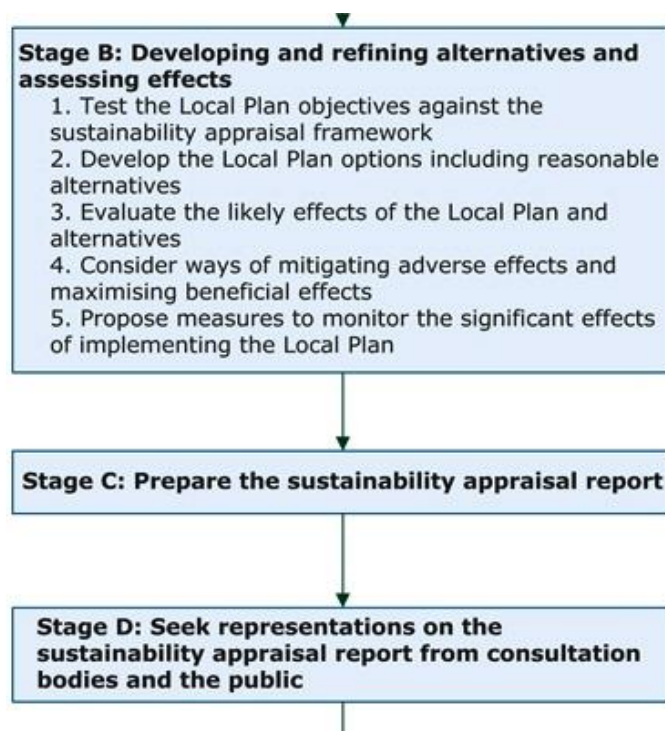 Stage B: Developing and refining alternatives and
assessing effects
1. Test the Local Plan objectives against the
sustainability appraisal framework
2. Develop the Local Plan options including reasonable
alternatives
3. Evaluate the likely effects of the Local Plan and
alternatives
4. Consider ways of mitigating adverse effects and
maximising beneficial effects
5. Propose measures to monitor the significant effects
of implementing the Local Plan
Stage C: Prepare the sustainability appraisal report
Stage D: Seek representations on the
sustainability appraisal report from consultation
bodies and the public